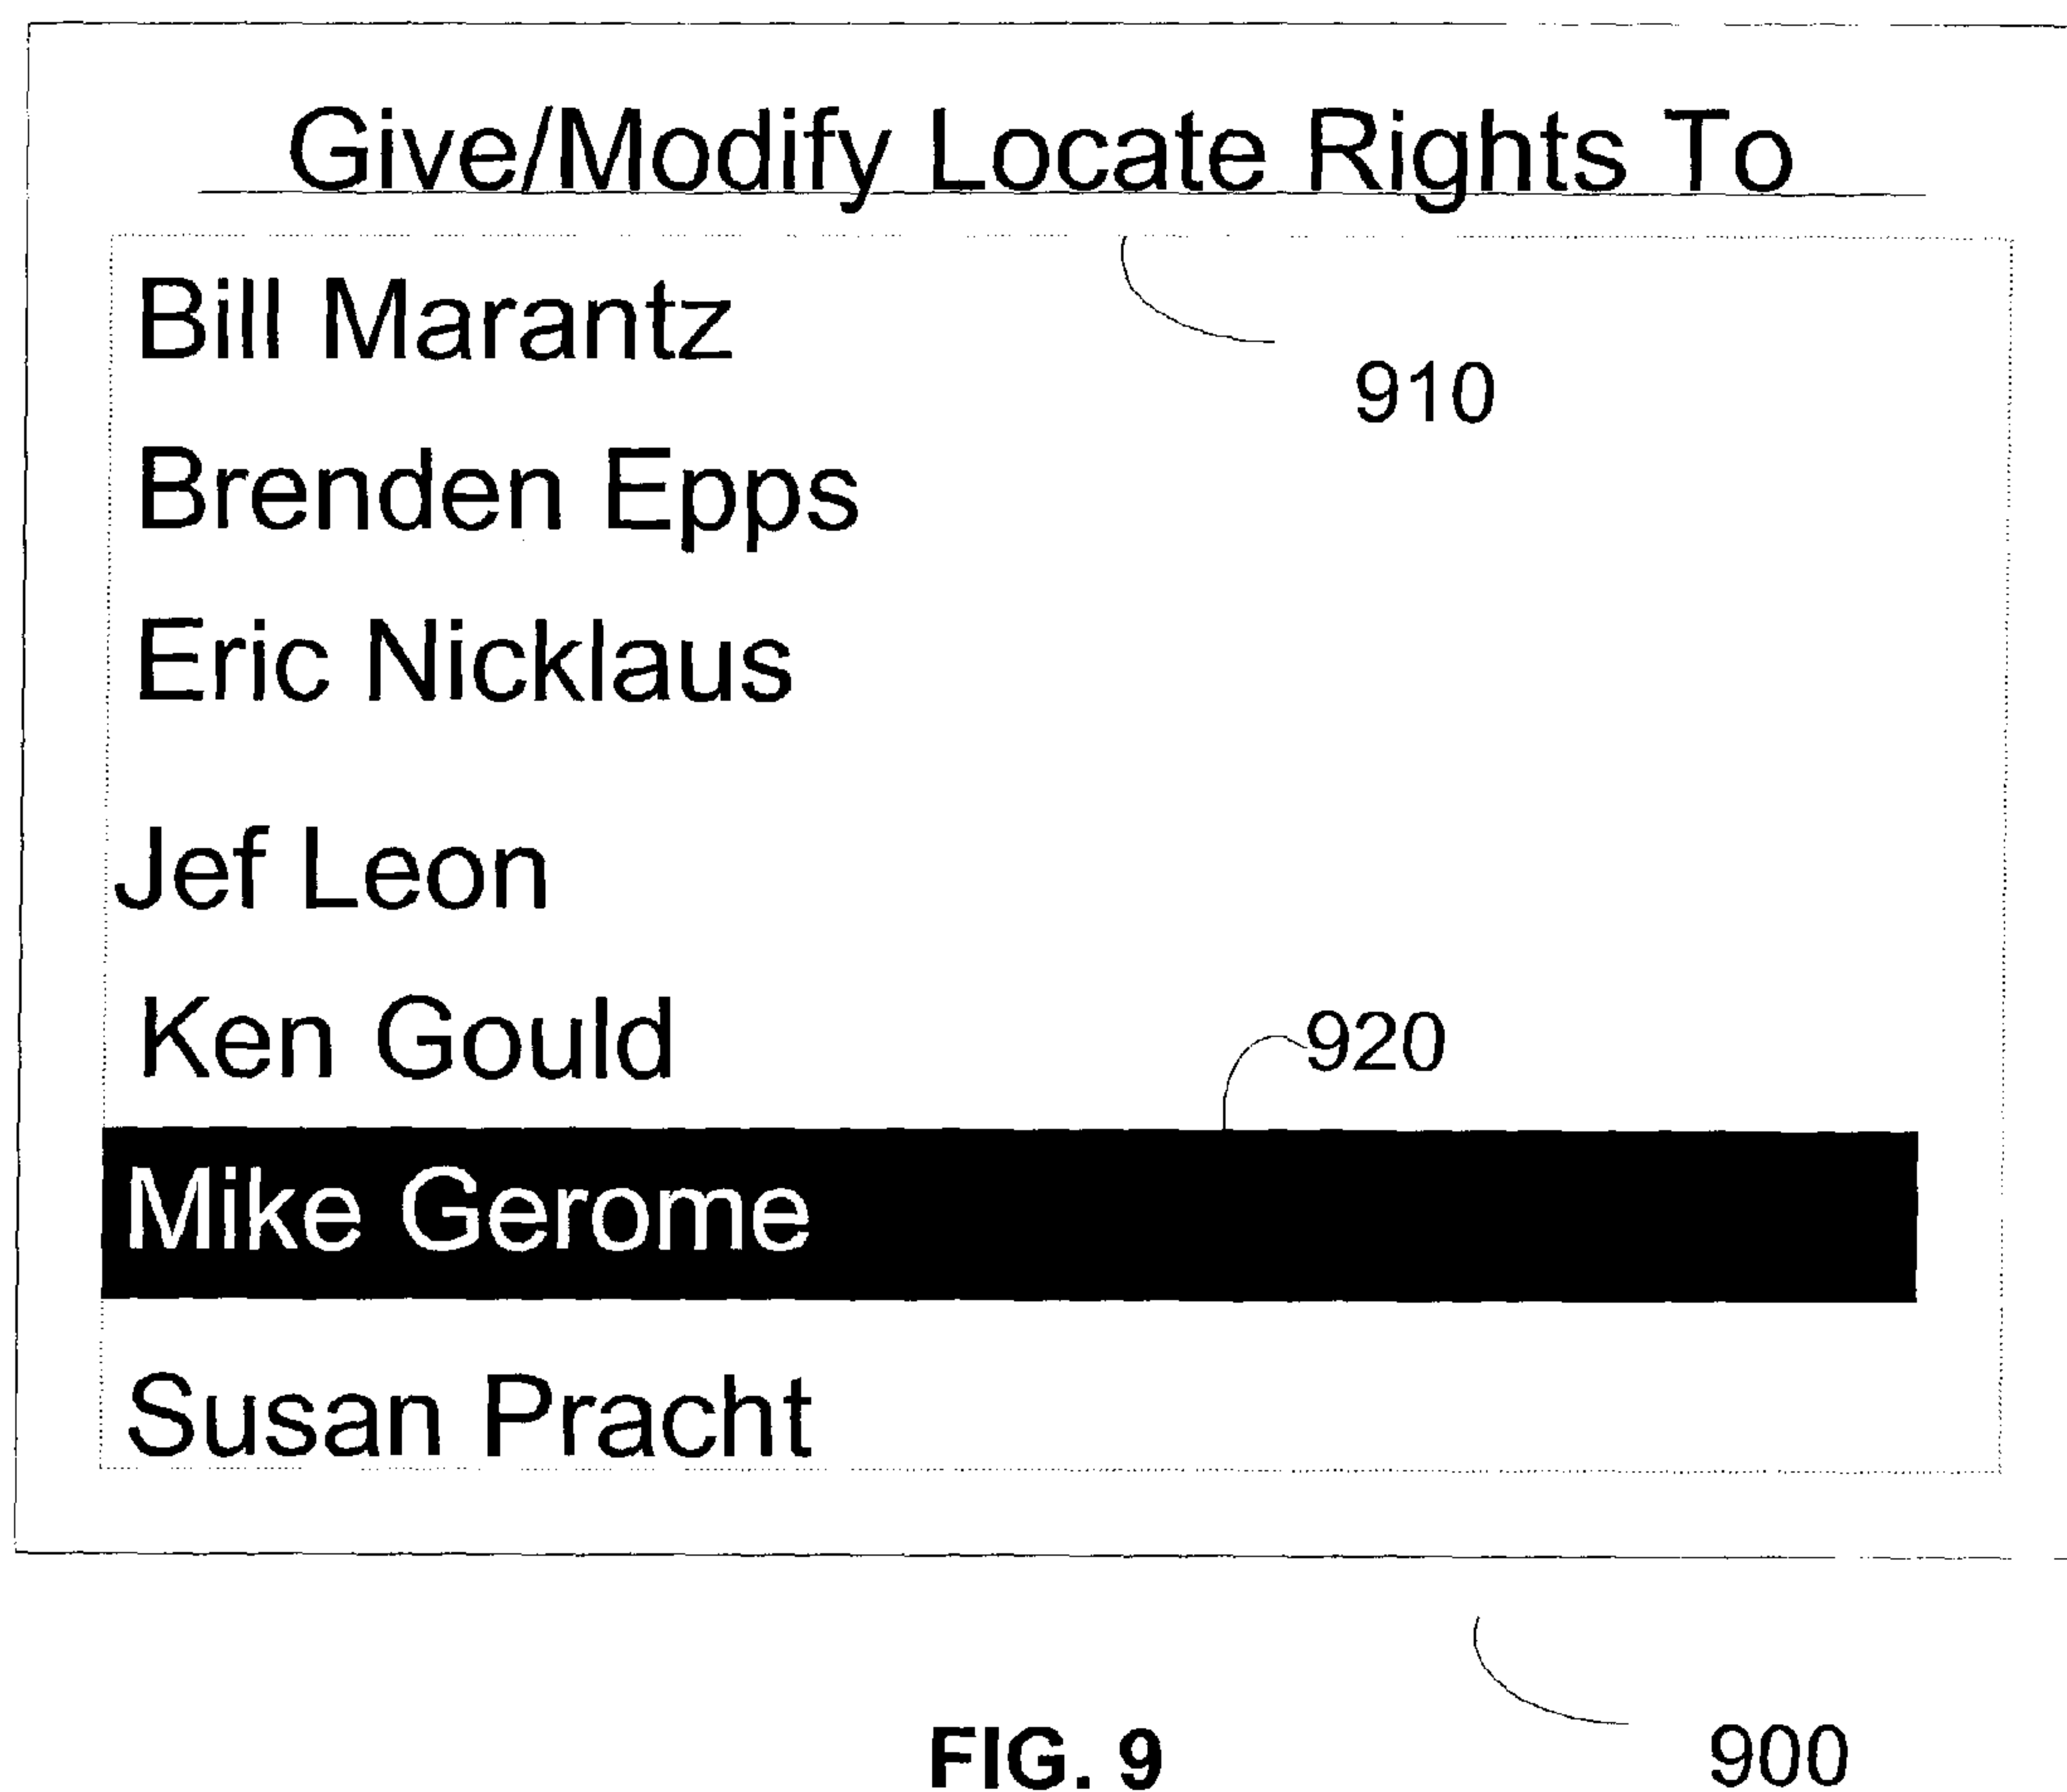 Give/Modify Locate Rights To
Bill Marantz
910
Brenden Epps
Eric Nicklaus
Jef Leon
Ken Gould
920
Mike Gerome
Susan Pracht
FIG. 9
900